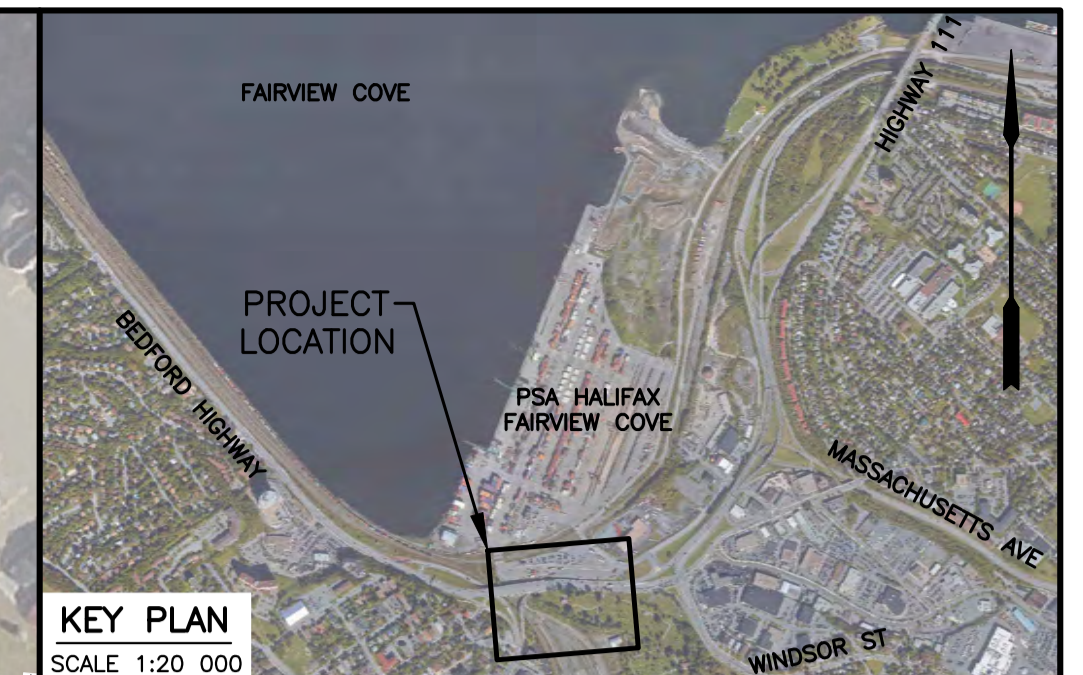 FAIRVIEW COVE
HIGHWAY 111
PROJECT
LOCATION
BEDFORD HIGHWAY
PSA HALIFAX
FAIRVIEW COVE
MASSACHUSETTS AVE
KEY PLAN
SCALE 1:20 000
WINDSOR ST